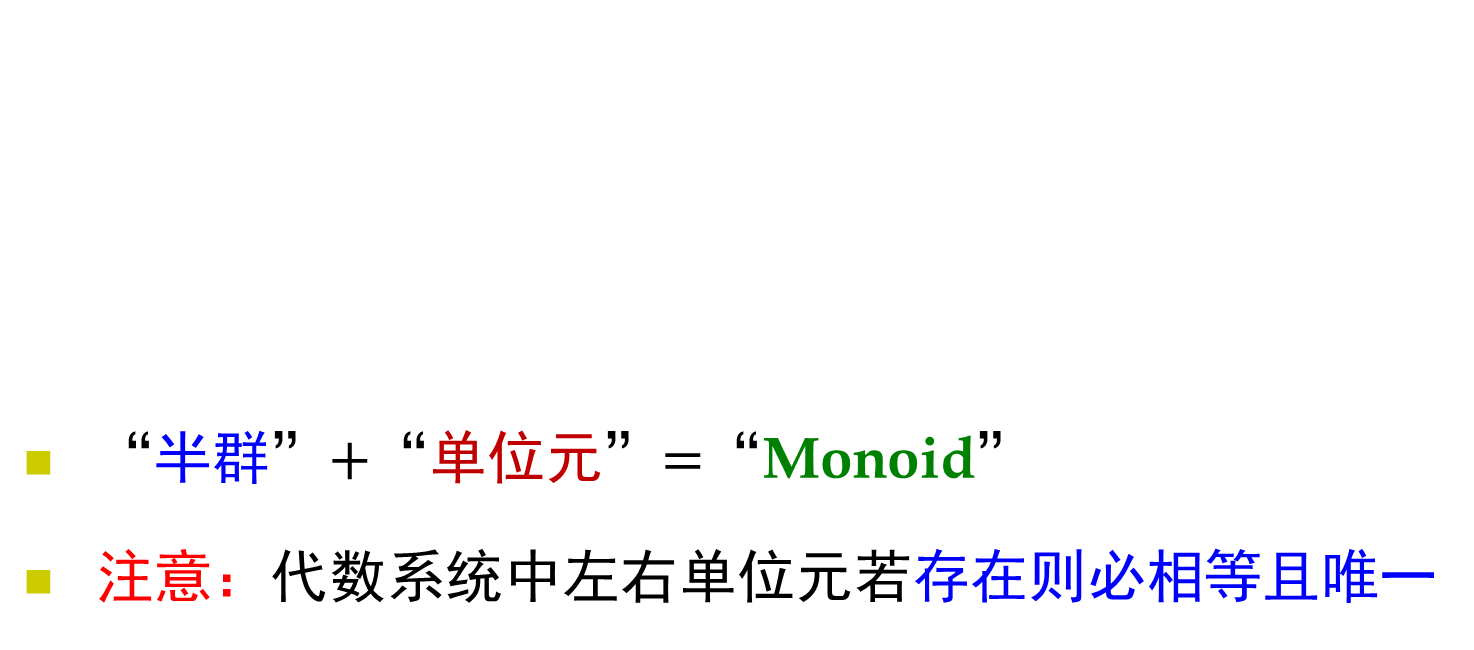 “半群” + “单位元” = “Monoid”
注意：代数系统中左右单位元若存在则必相等且唯一